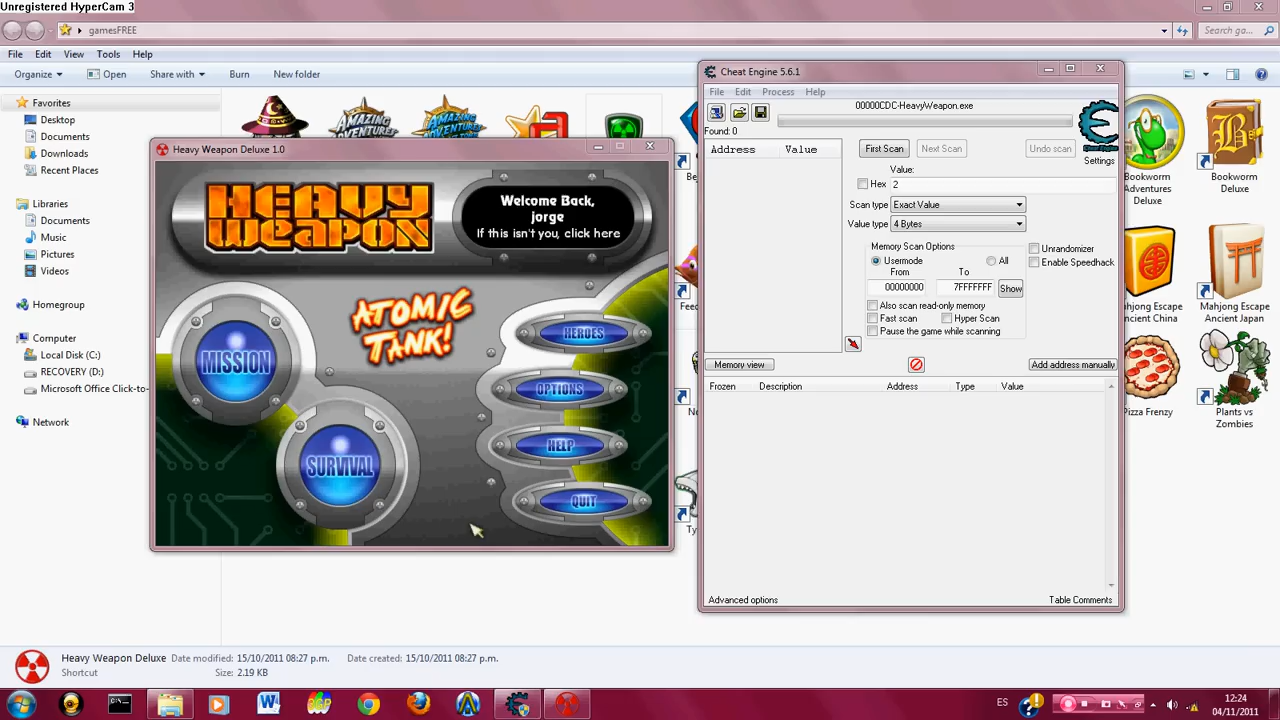 Unregistered HyperCam 3
gamesFREE
Search ga...
File Edit View Tools Help
Organize Open Share with Burn New folder
Favorites
Desktop
Documents
Downloads
Recent Places
Libraries
Documents
Music
Pictures
Videos
Homegroup
Computer
Local Disk (C:)
RECOVERY (D:)
Microsoft Office Click-to-
Network
AMAZING ADVENTURES
AMAZING ADVENTURES
Heavy Weapon Deluxe 1.0
HEAVY WEAPON
Welcome Back,
jorge
If this isn't you, click here
ATOMIC TANK!
MISSION
SURVIVAL
HEROES
OPTIONS
HELP
QUIT
Cheat Engine 5.6.1
File Edit Process Help
00000CDC-HeavyWeapon.exe
Found: 0
Address Value
First Scan Next Scan Undo scan
Settings
Value:
Hex 2
Scan type Exact Value
Value type 4 Bytes
Memory Scan Options
Usermode All
From To
00000000 7FFFFFFF Show
Also scan read-only memory
Fast scan Hyper Scan
Pause the game while scanning
Unrandomizer
Enable Speedhack
Memory view Add address manually
Frozen Description Address Type Value
Advanced options Table Comments
Be
Feed
Ne
Ty
Bookworm Adventures Deluxe
Bookworm Deluxe
Mahjong Escape Ancient China
Mahjong Escape Ancient Japan
Pizza Frenzy
Plants vs Zombies
Heavy Weapon Deluxe Date modified: 15/10/2011 08:27 p.m. Date created: 15/10/2011 08:27 p.m.
Shortcut Size: 2.19 KB
ES
12:24
04/11/2011